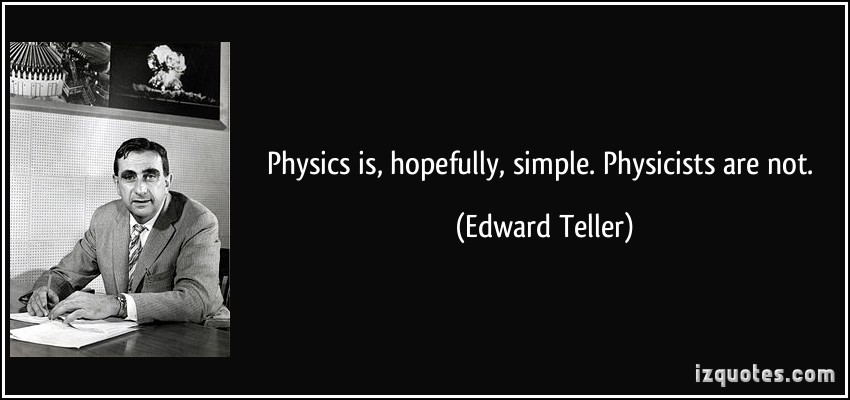 Physics is, hopefully, simple. Physicists are not.
(Edward Teller)
izquotes.com